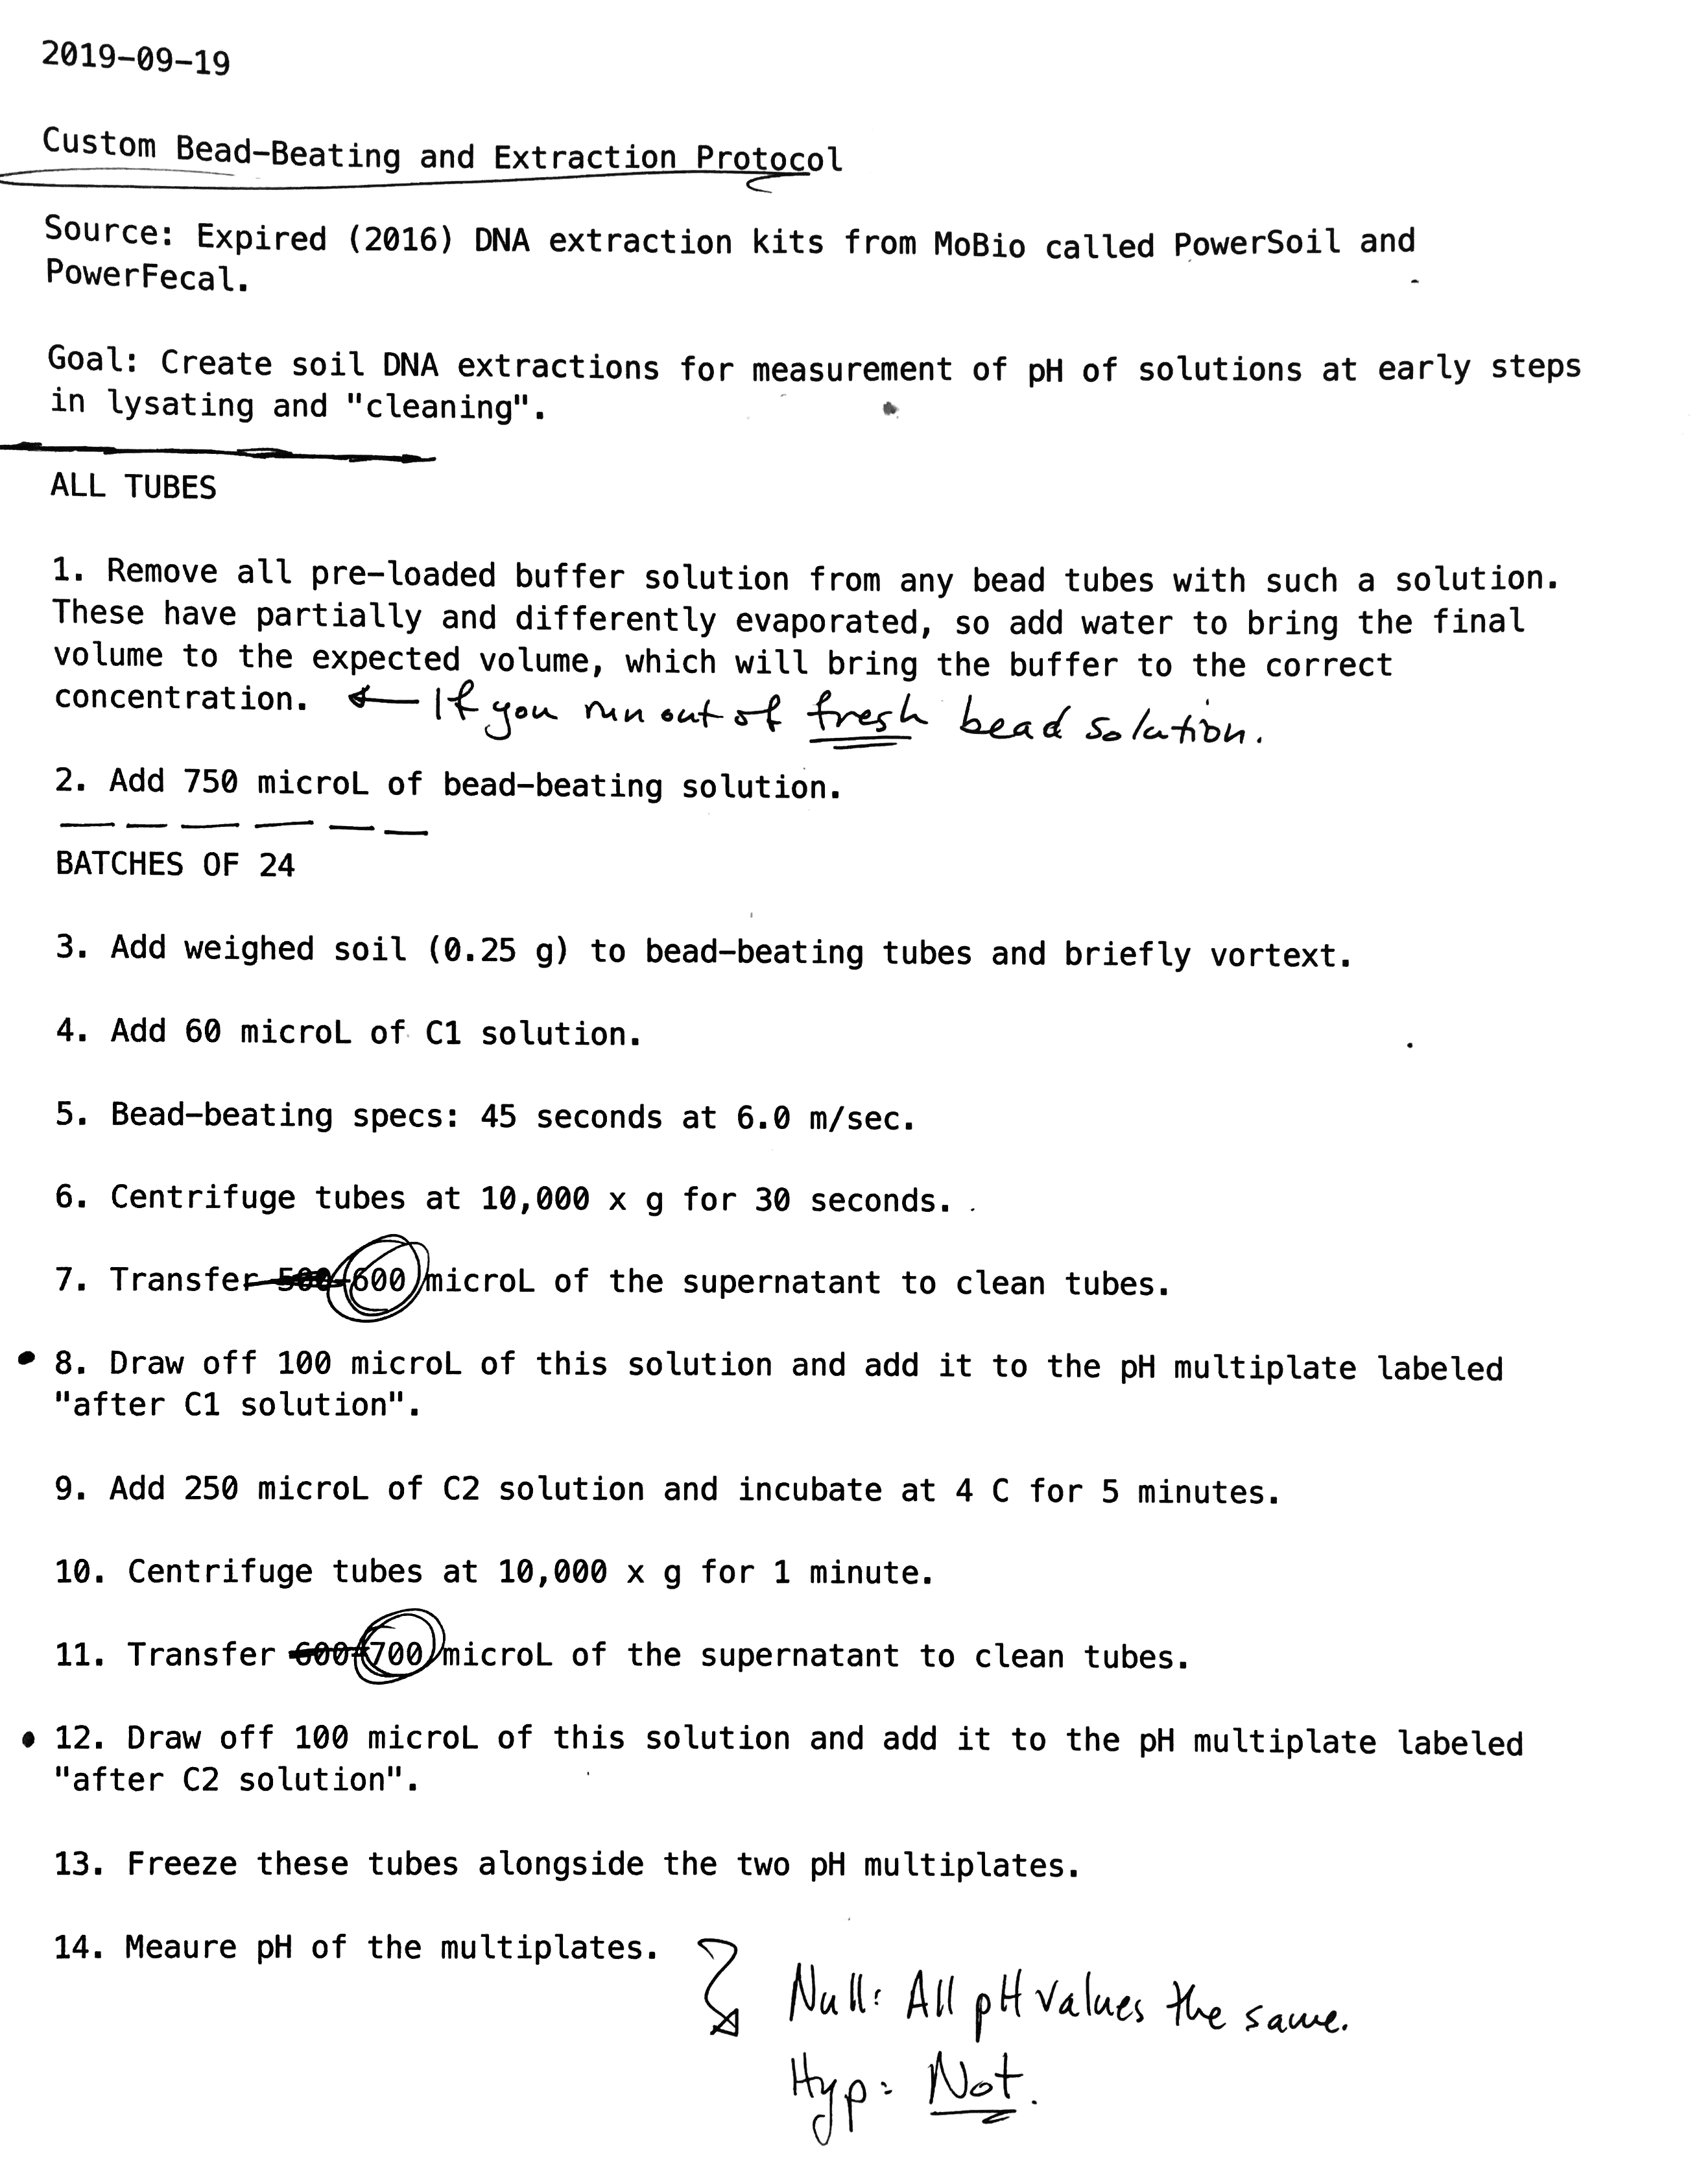 2019-09-19
Custom Bead-Beating and Extraction Protocol
Source: Expired (2016) DNA extraction kits from MoBio called PowerSoil and
PowerFecal.
Goal: Create soil DNA extractions for measurement of pH of solutions at early steps
in lysating and "cleaning".
ALL TUBES
1. Remove all pre-loaded buffer solution from any bead tubes with such a solution.
These have partially and differently evaporated, so add water to bring the final
volume to the expected volume, which will bring the buffer to the correct
concentration. ← If you run out of fresh bead solution.
2. Add 750 microL of bead-beating solution.
BATCHES OF 24
3. Add weighed soil (0.25 g) to bead-beating tubes and briefly vortext.
4. Add 60 microL of C1 solution.
5. Bead-beating specs: 45 seconds at 6.0 m/sec.
6. Centrifuge tubes at 10,000 x g for 30 seconds.
7. Transfer 500 600 microL of the supernatant to clean tubes.
• 8. Draw off 100 microL of this solution and add it to the pH multiplate labeled
"after C1 solution".
9. Add 250 microL of C2 solution and incubate at 4 C for 5 minutes.
10. Centrifuge tubes at 10,000 x g for 1 minute.
11. Transfer 600 700 microL of the supernatant to clean tubes.
• 12. Draw off 100 microL of this solution and add it to the pH multiplate labeled
"after C2 solution".
13. Freeze these tubes alongside the two pH multiplates.
14. Meaure pH of the multiplates.
Null: All pH values the same.
Hyp: Not.